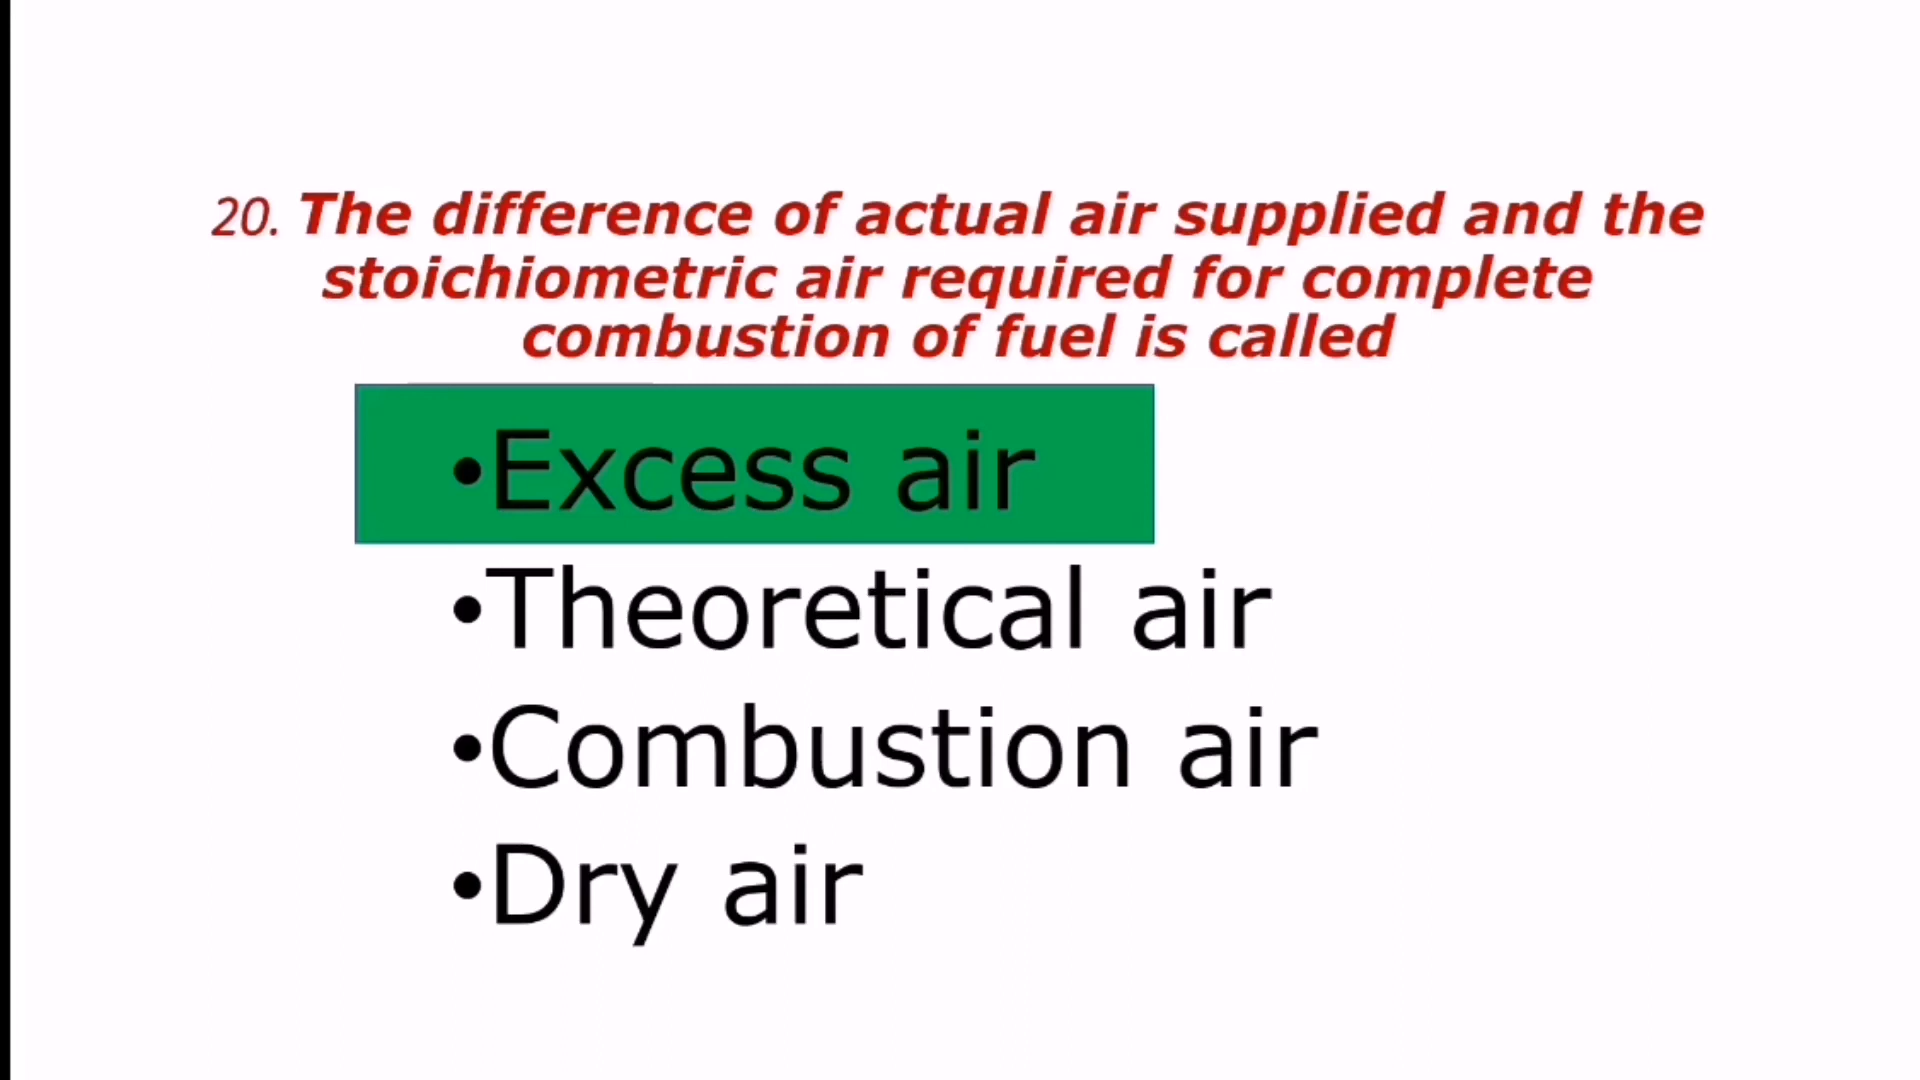 20. The difference of actual air supplied and the
stoichiometric air required for complete
combustion of fuel is called
•Excess air
•Theoretical air
•Combustion air
•Dry air